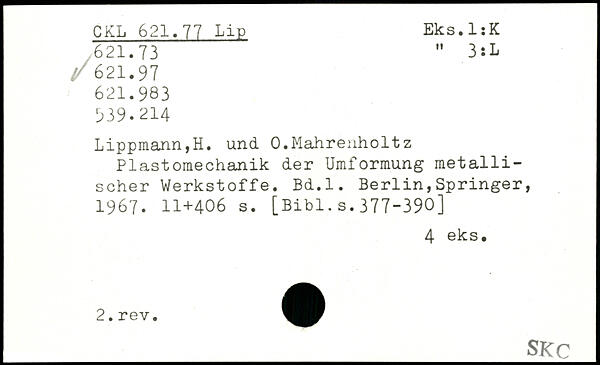 CKL 621.77 Lip Eks.1:K
621.73 " 3:L
621.97
621.983
539.214
Lippmann,H. und O.Mahrenholtz
Plastomechanik der Umformung metalli-
scher Werkstoffe. Bd.1. Berlin,Springer,
1967. 11+406 s. [Bibl.s.377-390]
4 eks.
2.rev.
SKC